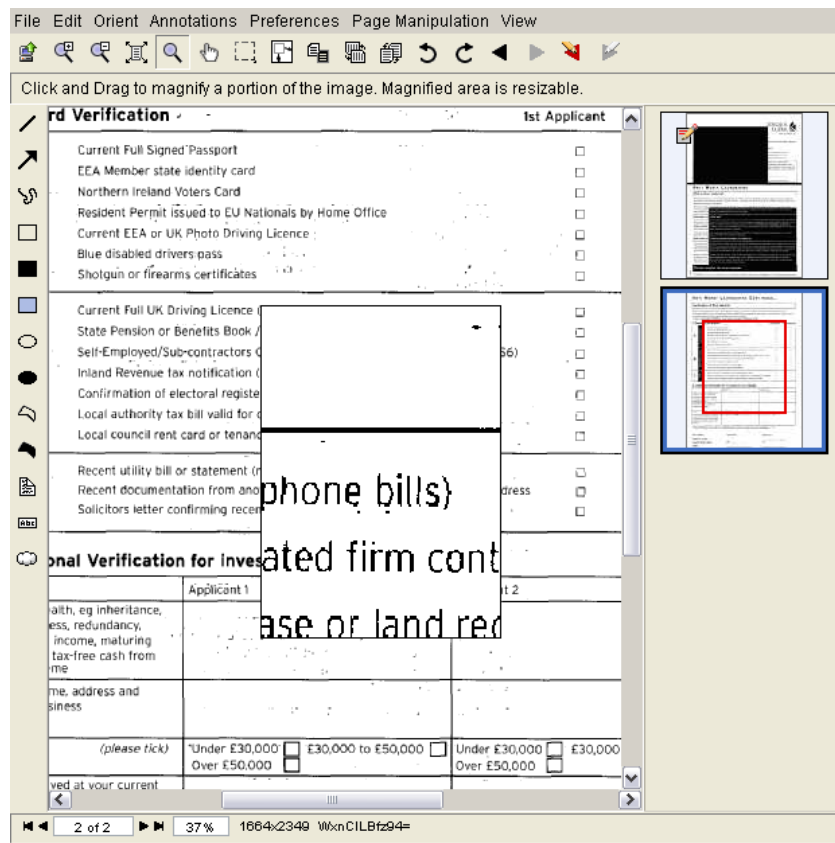 File Edit Orient Annotations Preferences Page Manipulation View
Click and Drag to magnify a portion of the image. Magnified area is resizable.
rd Verification 1st Applicant
Current Full Signed Passport
EEA Member state identity card
Northern Ireland Voters Card
Resident Permit issued to EU Nationals by Home Office
Current EEA or UK Photo Driving Licence
Blue disabled drivers pass
Shotgun or firearms certificates
Current Full UK Driving Licence (
State Pension or Benefits Book /
Self-Employed/Sub-contractors C S6)
Inland Revenue tax notification (
Confirmation of electoral registe
Local authority tax bill valid for
Local council rent card or tenanc
Recent utility bill or statement (
Recent documentation from ano dress
Solicitors letter confirming recen
phone bills)
ated firm cont
ase or land rec
onal Verification for inves
Applicant 1 t 2
alth, eg inheritance,
ess, redundancy,
income, maturing
tax-free cash from
me
me, address and
siness
(please tick) Under £30,000 £30,000 to £50,000 Under £30,000 £30,000
Over £50,000 Over £50,000
ved at your current
Abc
2 of 2 37% 1664x2349 WxnCILBfz94=